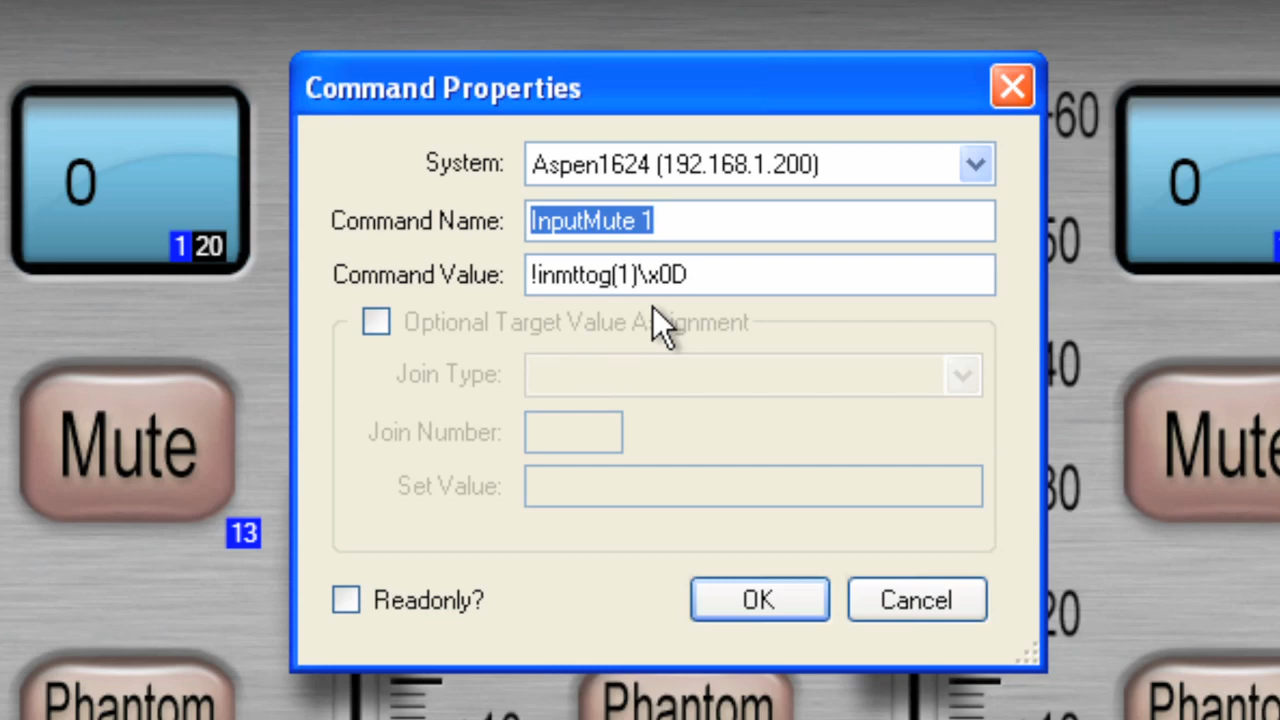 Command Properties
-60
System: Aspen1624 (192.168.1.200)
0
0
Command Name: InputMute 1
1 20
50
Command Value: !inmttog(1)\x0D
Optional Target Value Assignment
Join Type:
40
Mute
Mute
Join Number:
Set Value:
30
13
Readonly? OK Cancel
20
Phantom
Phantom
Phantom
10
10